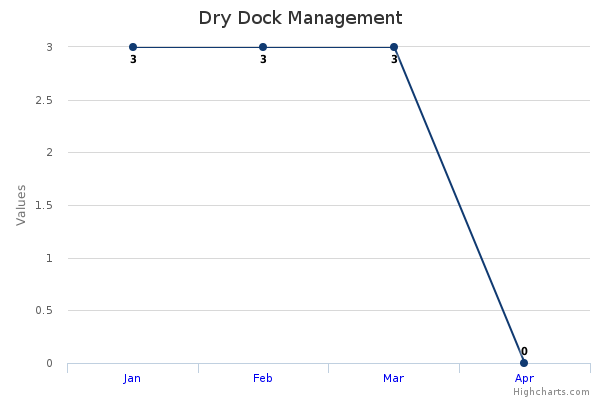 Dry Dock Management
Values
3
2.5
2
1.5
1
0.5
0
3
3
3
0
Jan
Feb
Mar
Apr
Highcharts.com